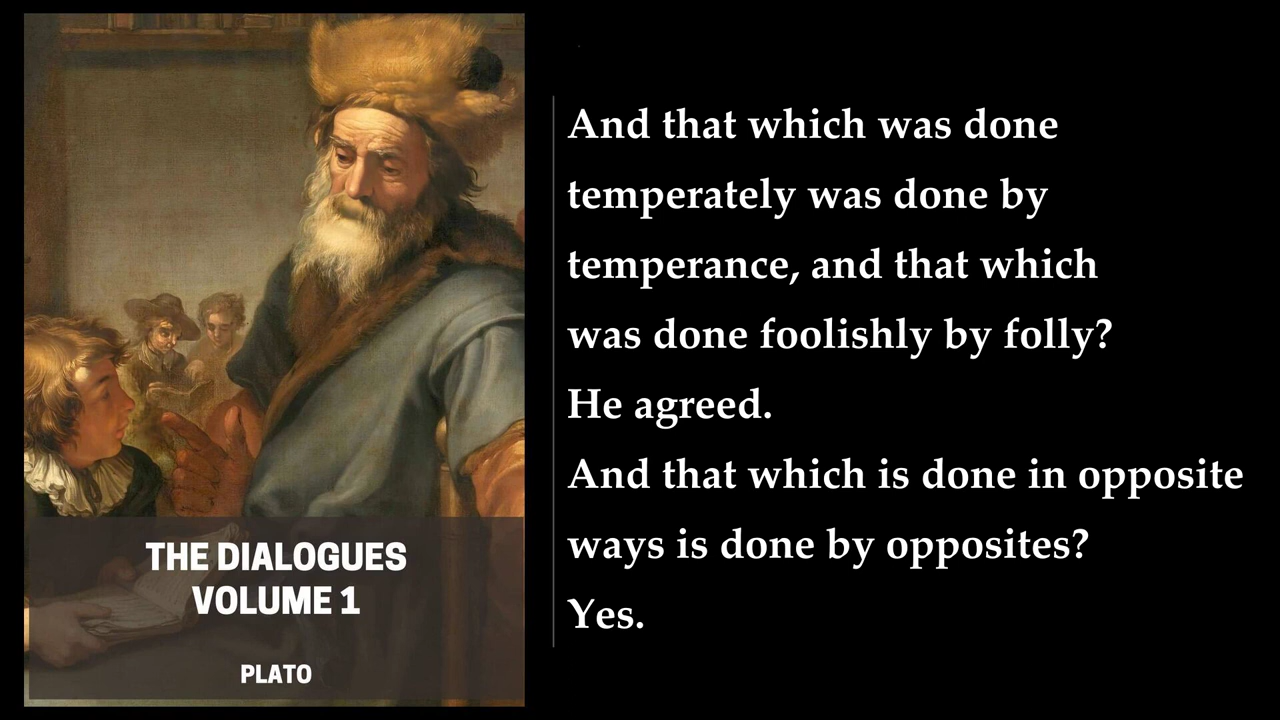 THE DIALOGUES
VOLUME 1
PLATO
And that which was done
temperately was done by
temperance, and that which
was done foolishly by folly?
He agreed.
And that which is done in opposite
ways is done by opposites?
Yes.